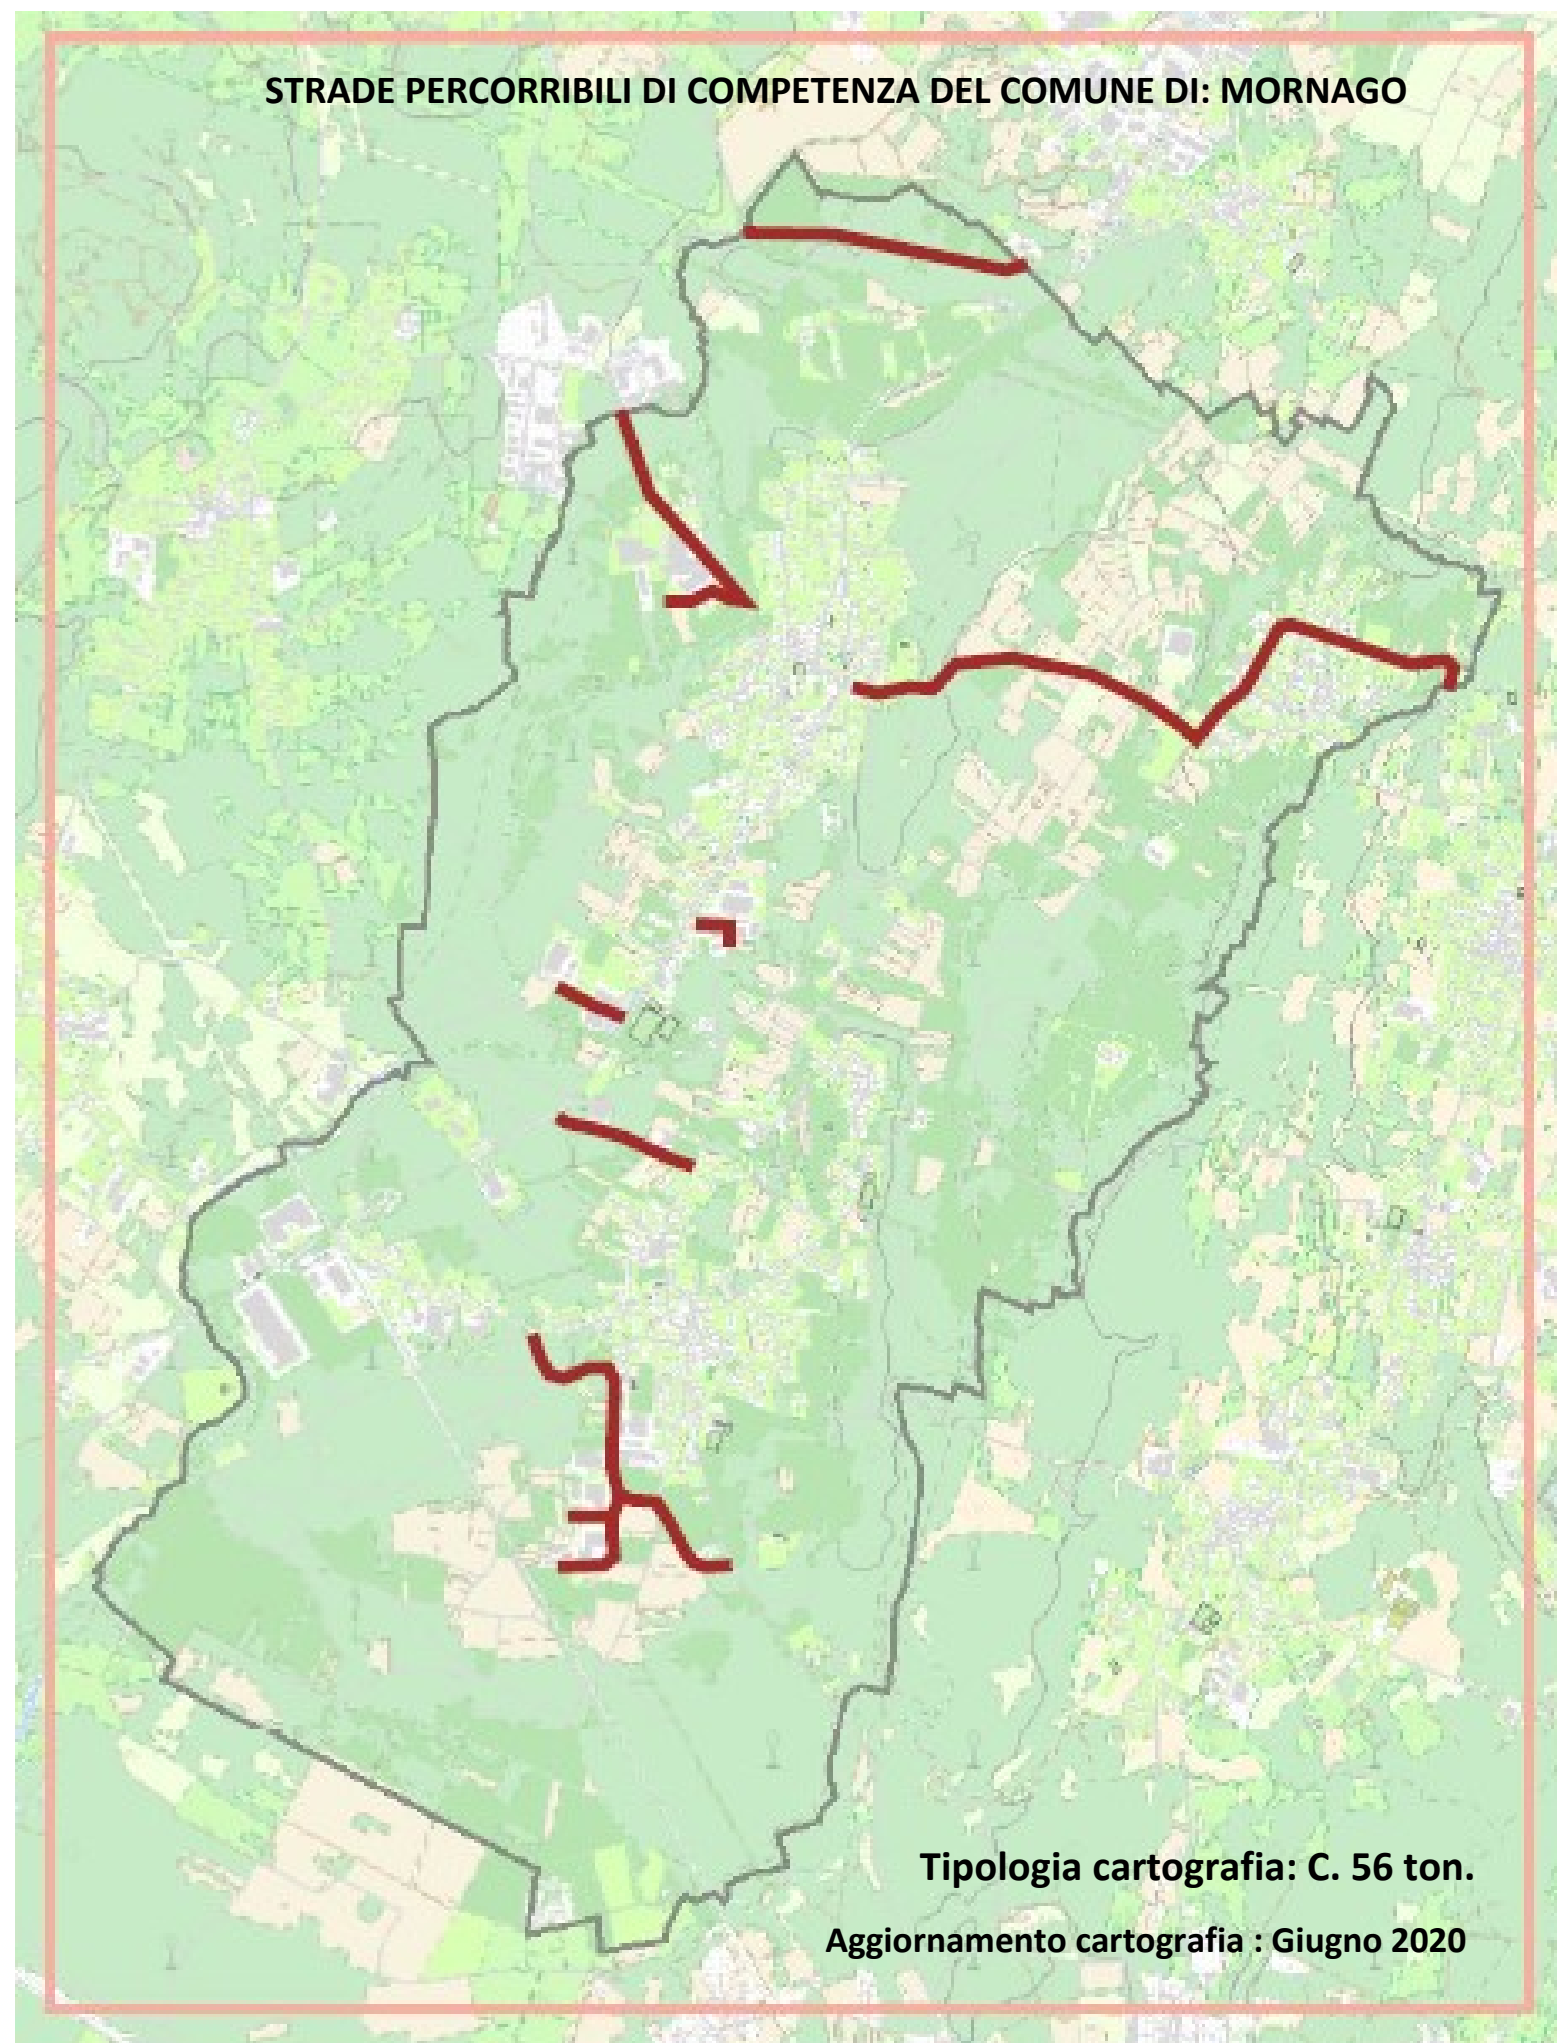 STRADE PERCORRIBILI DI COMPETENZA DEL COMUNE DI: MORNAGO
Tipologia cartografia: C. 56 ton.
Aggiornamento cartografia : Giugno 2020